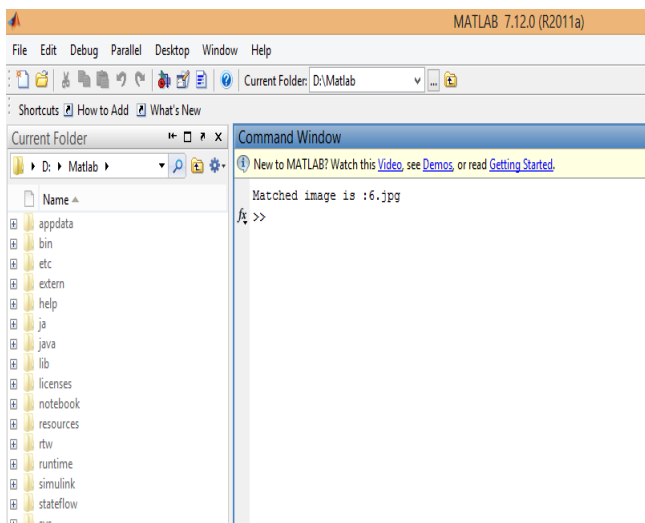 MATLAB 7.12.0 (R2011a)
File Edit Debug Parallel Desktop Window Help
Current Folder: D:\Matlab
Shortcuts How to Add What's New
Current Folder
D: Matlab
Name
appdata
bin
etc
extern
help
ja
java
lib
licenses
notebook
resources
rtw
runtime
simulink
stateflow
Command Window
New to MATLAB? Watch this Video, see Demos, or read Getting Started.
Matched image is :6.jpg
fx >>